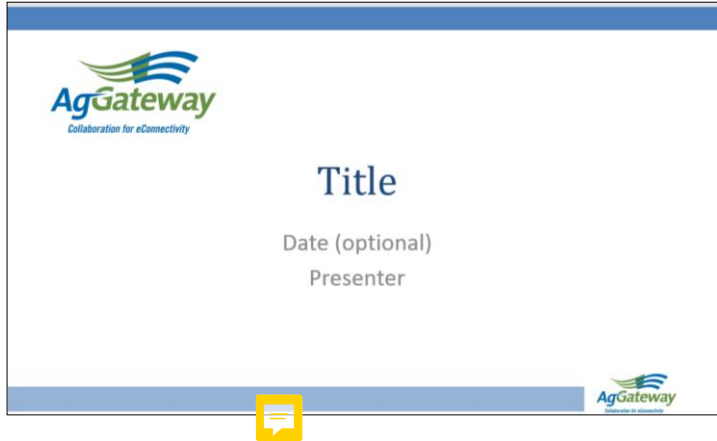 AgGateway
Collaboration for eConnectivity
Title
Date (optional)
Presenter
AgGateway
Collaboration for eConnectivity